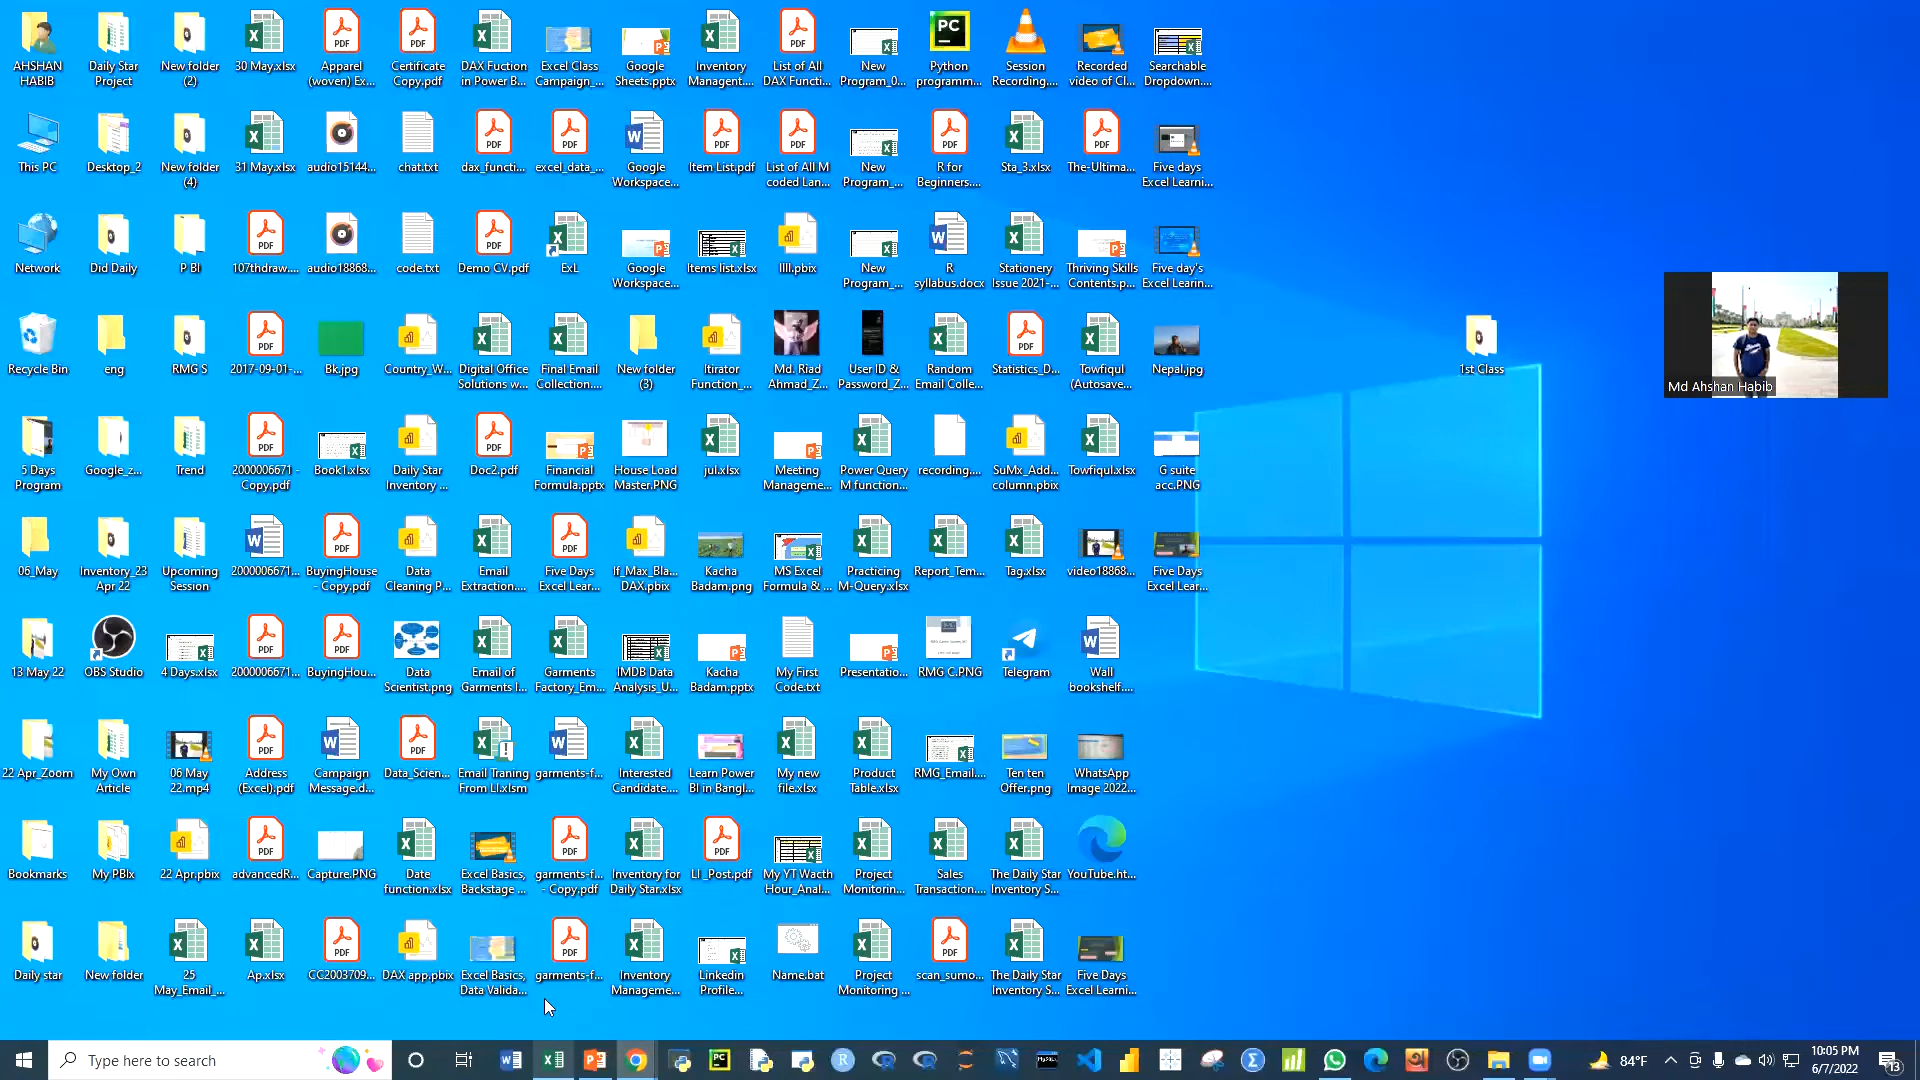 AHSHAN HABIB
Daily Star Project
New folder (2)
30 May.xlsx
Apparel (woven) Ex...
Certificate Copy.pdf
DAX Fuction in Power B...
Excel Class Campaign_...
Google Sheets.pptx
Inventory Managent....
List of All DAX Functi...
New Program_0...
Python programm...
Session Recording....
Recorded video of Cl...
Searchable Dropdown....
This PC
Desktop_2
New folder (4)
31 May.xlsx
audio15144...
chat.txt
dax_functi...
excel_data_...
Google Workspace...
Item List.pdf
List of All M coded Lan...
New Program_...
R for Beginners....
Sta_3.xlsx
The-Ultima...
Five days Excel Learni...
Network
Did Daily
P BI
107thdraw....
audio18868...
code.txt
Demo CV.pdf
ExL
Google Workspace...
Items list.xlsx
llll.pbix
New Program_...
R syllabus.docx
Stationery Issue 2021-...
Thriving Skills Contents.p...
Five day's Excel Learin...
Recycle Bin
eng
RMG S
2017-09-01-...
Bk.jpg
Country_W...
Digital Office Solutions w...
Final Email Collection....
New folder (3)
Itirator Function_...
Md. Riad Ahmad_Z...
User ID & Password_Z...
Random Email Colle...
Statistics_D...
Towfiqul (Autosave...
Nepal.jpg
1st Class
Md Ahshan Habib
5 Days Program
Google_z...
Trend
2000006671 - Copy.pdf
Book1.xlsx
Daily Star Inventory ...
Doc2.pdf
Financial Formula.pptx
House Load Master.PNG
jul.xlsx
Meeting Manageme...
Power Query M function...
recording....
SuMx_Add... column.pbix
Towfiqul.xlsx
G suite acc.PNG
06_May
Inventory_23 Apr 22
Upcoming Session
2000006671...
BuyingHouse - Copy.pdf
Data Cleaning P...
Email Extraction....
Five Days Excel Lear...
If_Max_Bla... DAX.pbix
Kacha Badam.png
MS Excel Formula & ...
Practicing M-Query.xlsx
Report_Tem...
Tag.xlsx
video18868...
Five Days Excel Lear...
13 May 22
OBS Studio
4 Days.xlsx
2000006671...
BuyingHou...
Data Scientist.png
Email of Garments I...
Garments Factory_Em...
IMDB Data Analysis_U...
Kacha Badam.pptx
My First Code.txt
Presentatio...
RMG C.PNG
Telegram
Wall bookshelf....
22 Apr_Zoom
My Own Article
06 May 22.mp4
Address (Excel).pdf
Campaign Message.d...
Data_Scien...
Email Traning From LI.xlsm
garments-f...
Interested Candidate....
Learn Power BI in Bangl...
My new file.xlsx
Product Table.xlsx
RMG_Email....
Ten ten Offer.png
WhatsApp Image 2022...
Bookmarks
My PBIx
22 Apr.pbix
advancedR...
Capture.PNG
Date function.xlsx
Excel Basics, Backstage ...
garments-f... - Copy.pdf
Inventory for Daily Star.xlsx
LI_Post.pdf
My YT Wacth Hour_Anal...
Project Monitorin...
Sales Transaction....
The Daily Star Inventory S...
YouTube.ht...
Daily star
New folder
25 May_Email_...
Ap.xlsx
CC2003709...
DAX app.pbix
Excel Basics, Data Valida...
garments-f...
Inventory Manageme...
Linkedin Profile...
Name.bat
Project Monitoring ...
scan_sumo...
The Daily Star Inventory S...
Five Days Excel Learni...
Type here to search
84°F
10:05 PM
6/7/2022
13